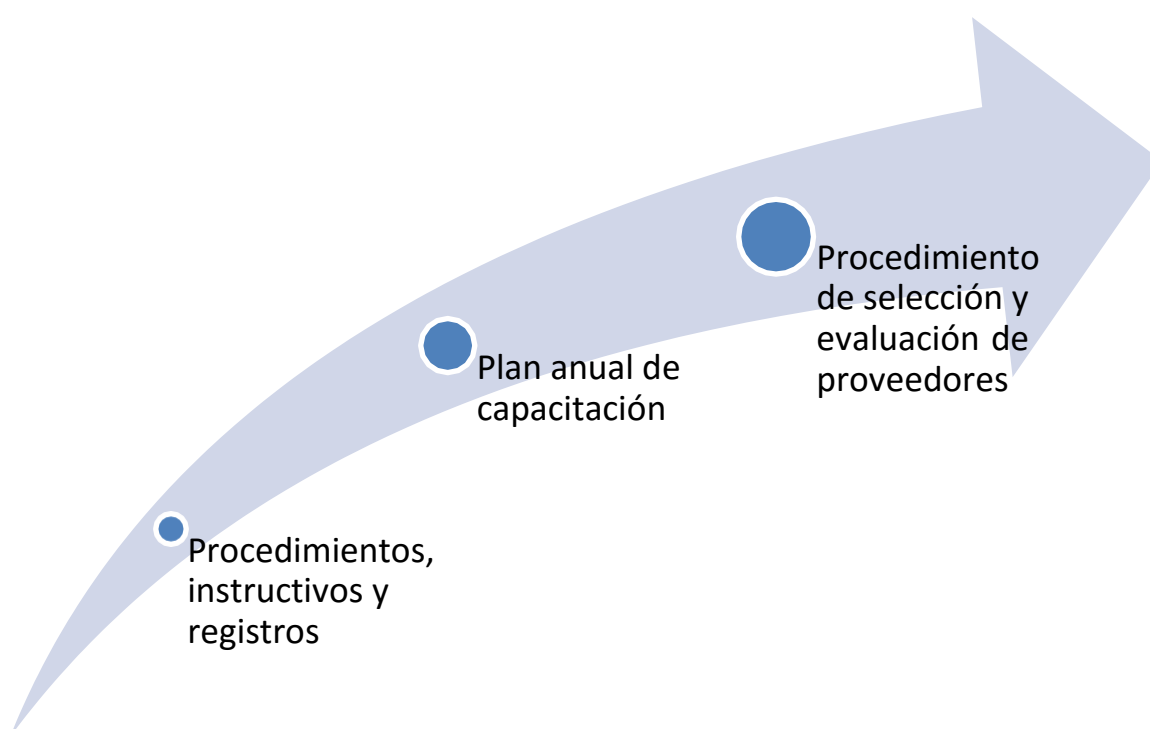 Procedimiento
de selección y
evaluación de
proveedores
Plan anual de
capacitación
Procedimientos,
instructivos y
registros